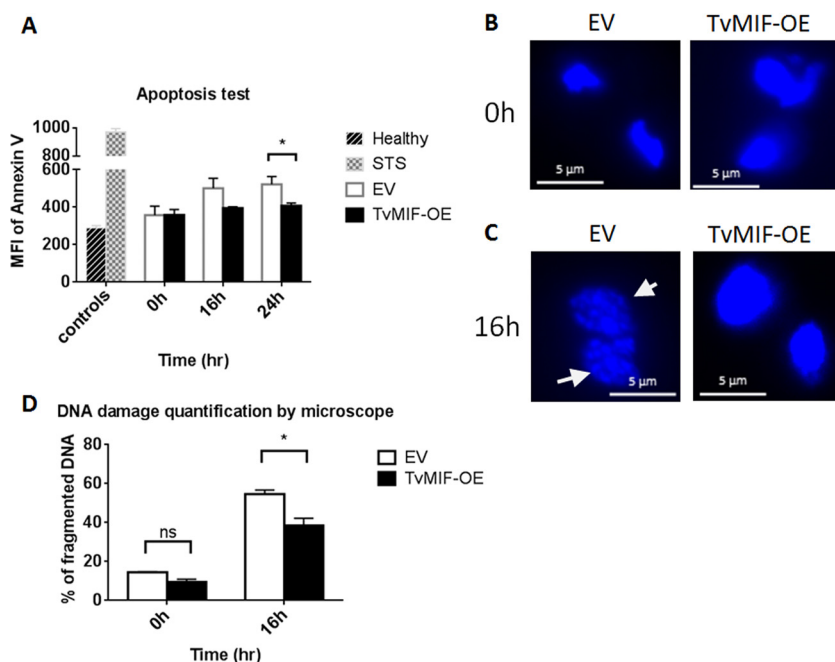 A
Apoptosis test
MFI of Annexin V
1000
800
600
400
200
0
controls
0h
16h
24h
Time (hr)
*
Healthy
STS
EV
TvMIF-OE
B
EV
TvMIF-OE
0h
5 µm
5 µm
C
EV
TvMIF-OE
16h
5 µm
5 µm
D
DNA damage quantification by microscope
% of fragmented DNA
80
60
40
20
0
ns
*
0h
16h
Time (hr)
EV
TvMIF-OE